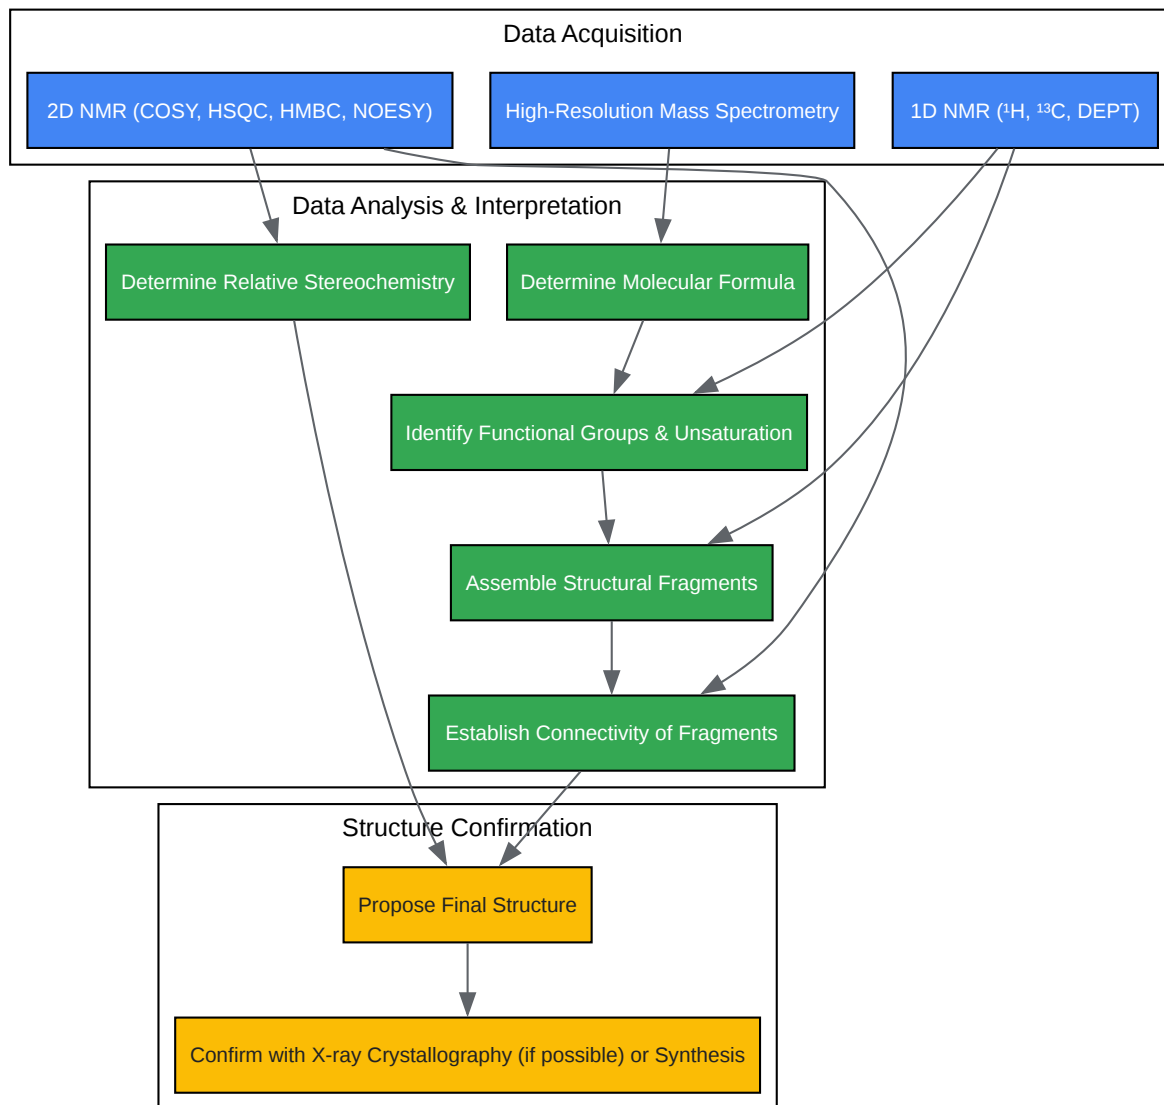 Data Acquisition
2D NMR (COSY, HSQC, HMBC, NOESY)
High-Resolution Mass Spectrometry
1D NMR (¹H, ¹³C, DEPT)
Data Analysis & Interpretation
Determine Relative Stereochemistry
Determine Molecular Formula
Identify Functional Groups & Unsaturation
Assemble Structural Fragments
Establish Connectivity of Fragments
Structure Confirmation
Propose Final Structure
Confirm with X-ray Crystallography (if possible) or Synthesis